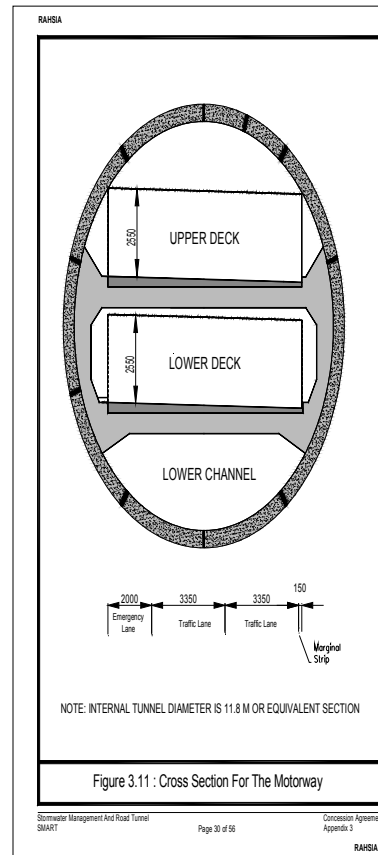 RAHSIA
2550
UPPER DECK
2550
LOWER DECK
LOWER CHANNEL
150
2000 3350 3350
Emergency
Lane
Traffic Lane Traffic Lane
Marginal
Strip
NOTE: INTERNAL TUNNEL DIAMETER IS 11.8 M OR EQUIVALENT SECTION
Figure 3.11 : Cross Section For The Motorway
Stormwater Management And Road Tunnel Concession Agreeme
SMART Page 30 of 56 Appendix 3
RAHSIA